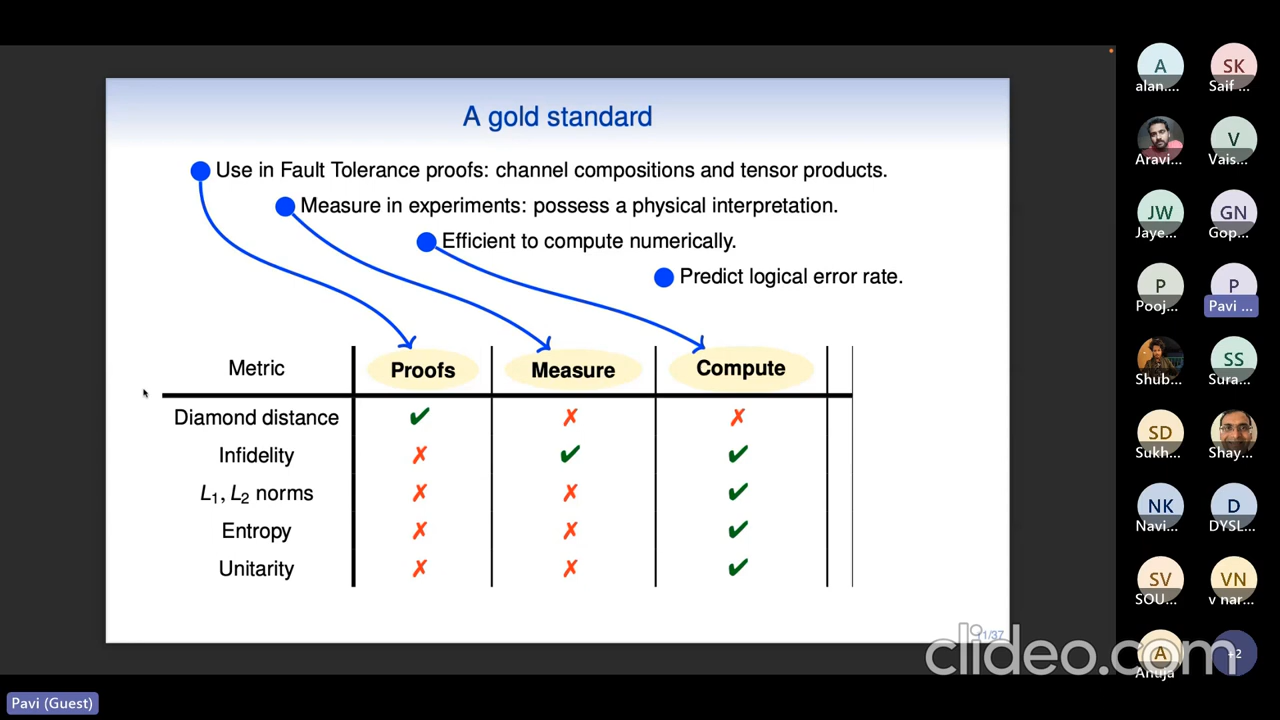 A gold standard
Use in Fault Tolerance proofs: channel compositions and tensor products.
Measure in experiments: possess a physical interpretation.
Efficient to compute numerically.
Predict logical error rate.
Metric Proofs Measure Compute
Diamond distance ✔ ✗ ✗
Infidelity ✗ ✔ ✔
L₁, L₂ norms ✗ ✗ ✔
Entropy ✗ ✗ ✔
Unitarity ✗ ✗ ✔
11/37
clideo.com
A SK
alan.... Saif ...
V
Aravi... Vais...
JW GN
Jaye... Gop...
P P
Pooj... Pavi ...
SS
Shub... Sura...
SD
Sukh... Shay...
NK D
Navi... DYSL...
SV VN
SOU... v nar...
A +2
Anuja
Pavi (Guest)